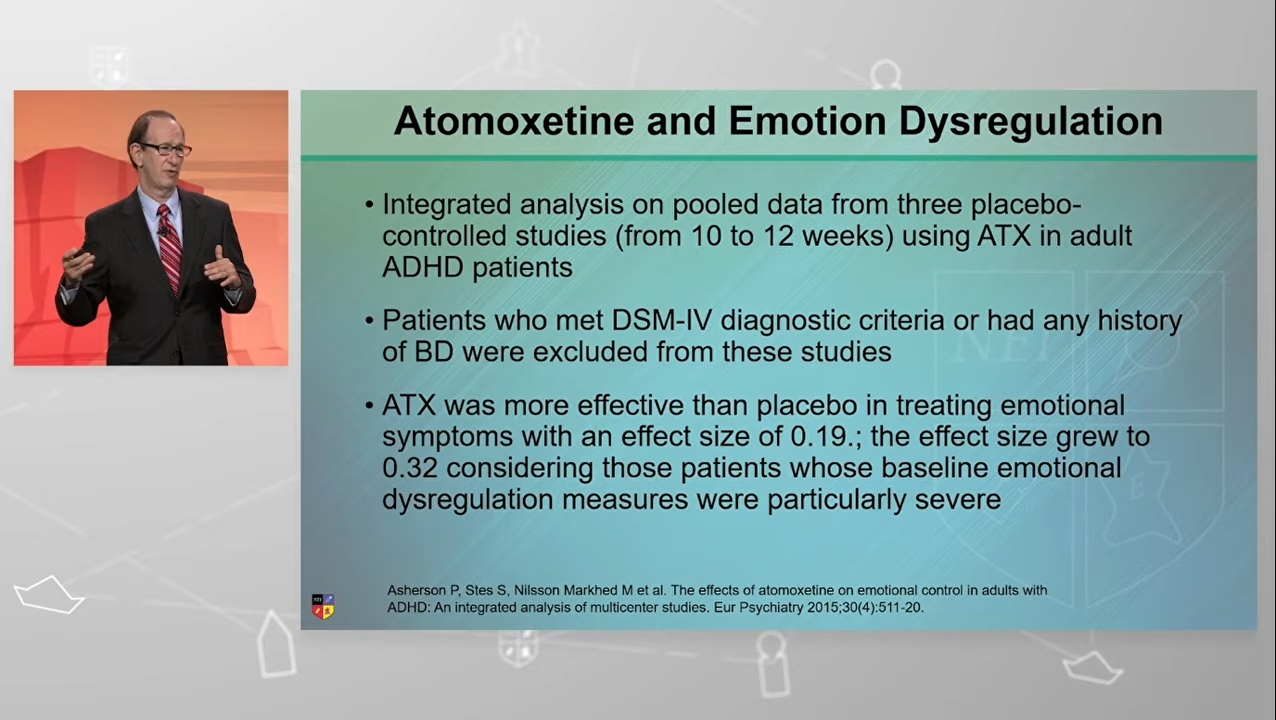 Atomoxetine and Emotion Dysregulation
• Integrated analysis on pooled data from three placebo-
controlled studies (from 10 to 12 weeks) using ATX in adult
ADHD patients
• Patients who met DSM-IV diagnostic criteria or had any history
of BD were excluded from these studies
• ATX was more effective than placebo in treating emotional
symptoms with an effect size of 0.19.; the effect size grew to
0.32 considering those patients whose baseline emotional
dysregulation measures were particularly severe
NEI
Asherson P, Stes S, Nilsson Markhed M et al. The effects of atomoxetine on emotional control in adults with
ADHD: An integrated analysis of multicenter studies. Eur Psychiatry 2015;30(4):511-20.